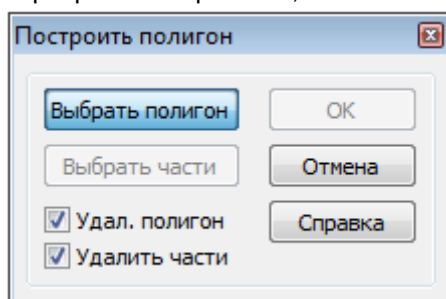 Построить полигон
Выбрать полигон
OK
Выбрать части
Отмена
Удал. полигон
Справка
Удалить части